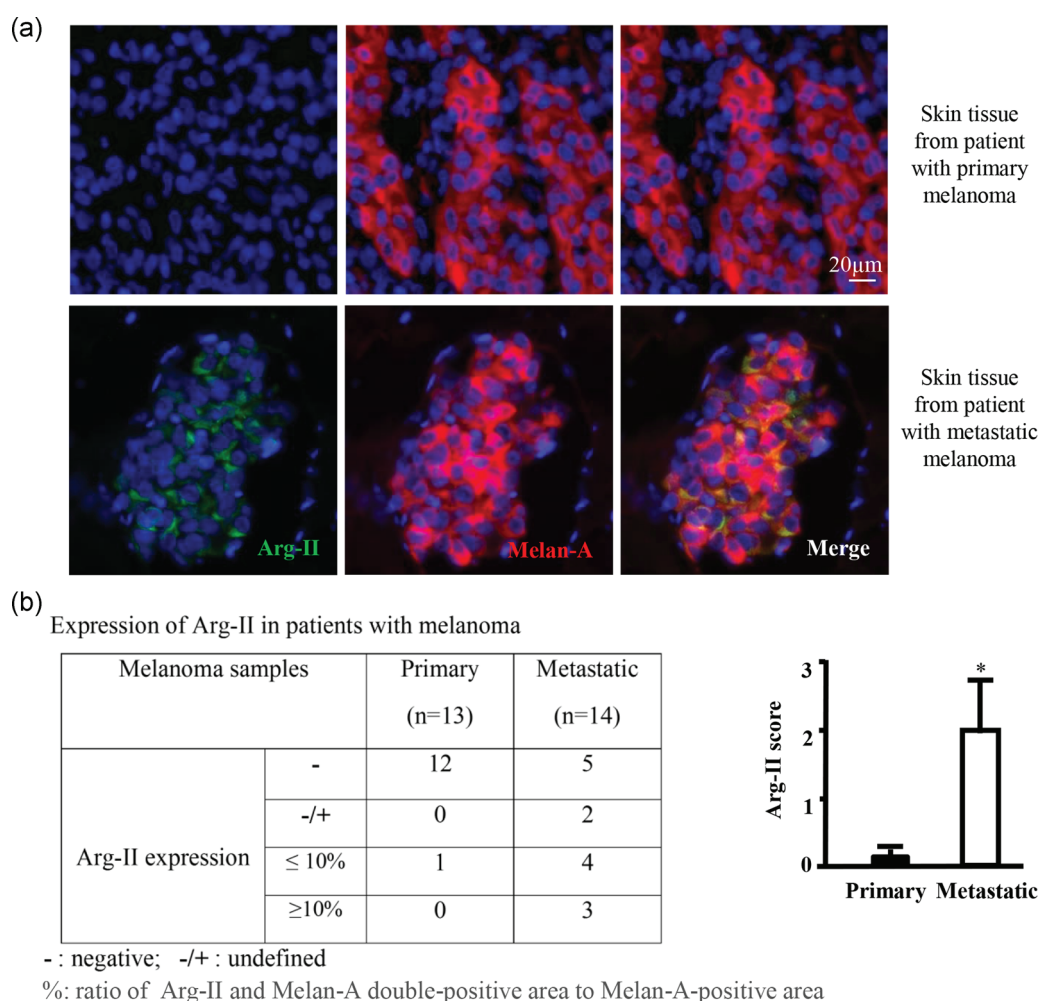 (a)
Skin tissue
from patient
with primary
melanoma
20µm
Skin tissue
from patient
with metastatic
melanoma
Arg-II
Melan-A
Merge
(b)
Expression of Arg-II in patients with melanoma
Melanoma samples Primary Metastatic
(n=13) (n=14)
- 12 5
-/+ 0 2
Arg-II expression ≤ 10% 1 4
≥10% 0 3
- : negative; -/+ : undefined
%: ratio of Arg-II and Melan-A double-positive area to Melan-A-positive area
Arg-II score
3
2
1
0
*
Primary Metastatic